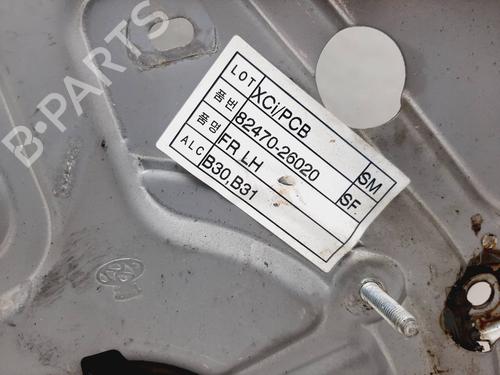 B-PARTS
LOT XCi/PCB SM
품번 82470-26020 SF
품명 FR LH
ALC B30,B31